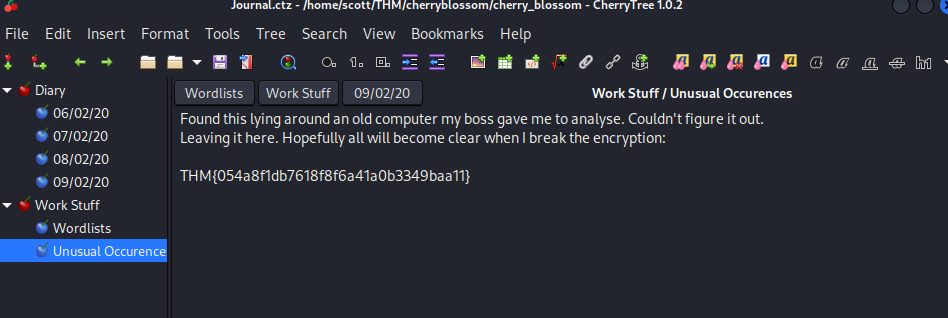 Journal.ctz - /home/scott/THM/cherryblossom/cherry_blossom - CherryTree 1.0.2
File Edit Insert Format Tools Tree Search View Bookmarks Help
Diary
06/02/20
07/02/20
08/02/20
09/02/20
Work Stuff
Wordlists
Unusual Occurence
Wordlists Work Stuff 09/02/20 Work Stuff / Unusual Occurences
Found this lying around an old computer my boss gave me to analyse. Couldn't figure it out.
Leaving it here. Hopefully all will become clear when I break the encryption:
THM{054a8f1db7618f8f6a41a0b3349baa11}